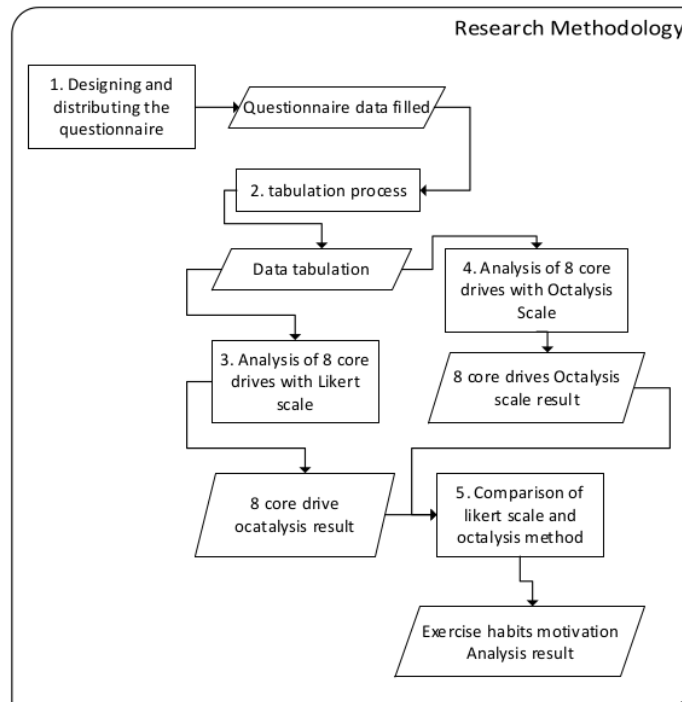 Research Methodology
1. Designing and
distributing the
questionnaire
Questionnaire data filled
2. tabulation process
Data tabulation
4. Analysis of 8 core
drives with Octalysis
Scale
3. Analysis of 8 core
drives with Likert
scale
8 core drives Octalysis
scale result
8 core drive
ocatalysis result
5. Comparison of
likert scale and
octalysis method
Exercise habits motivation
Analysis result